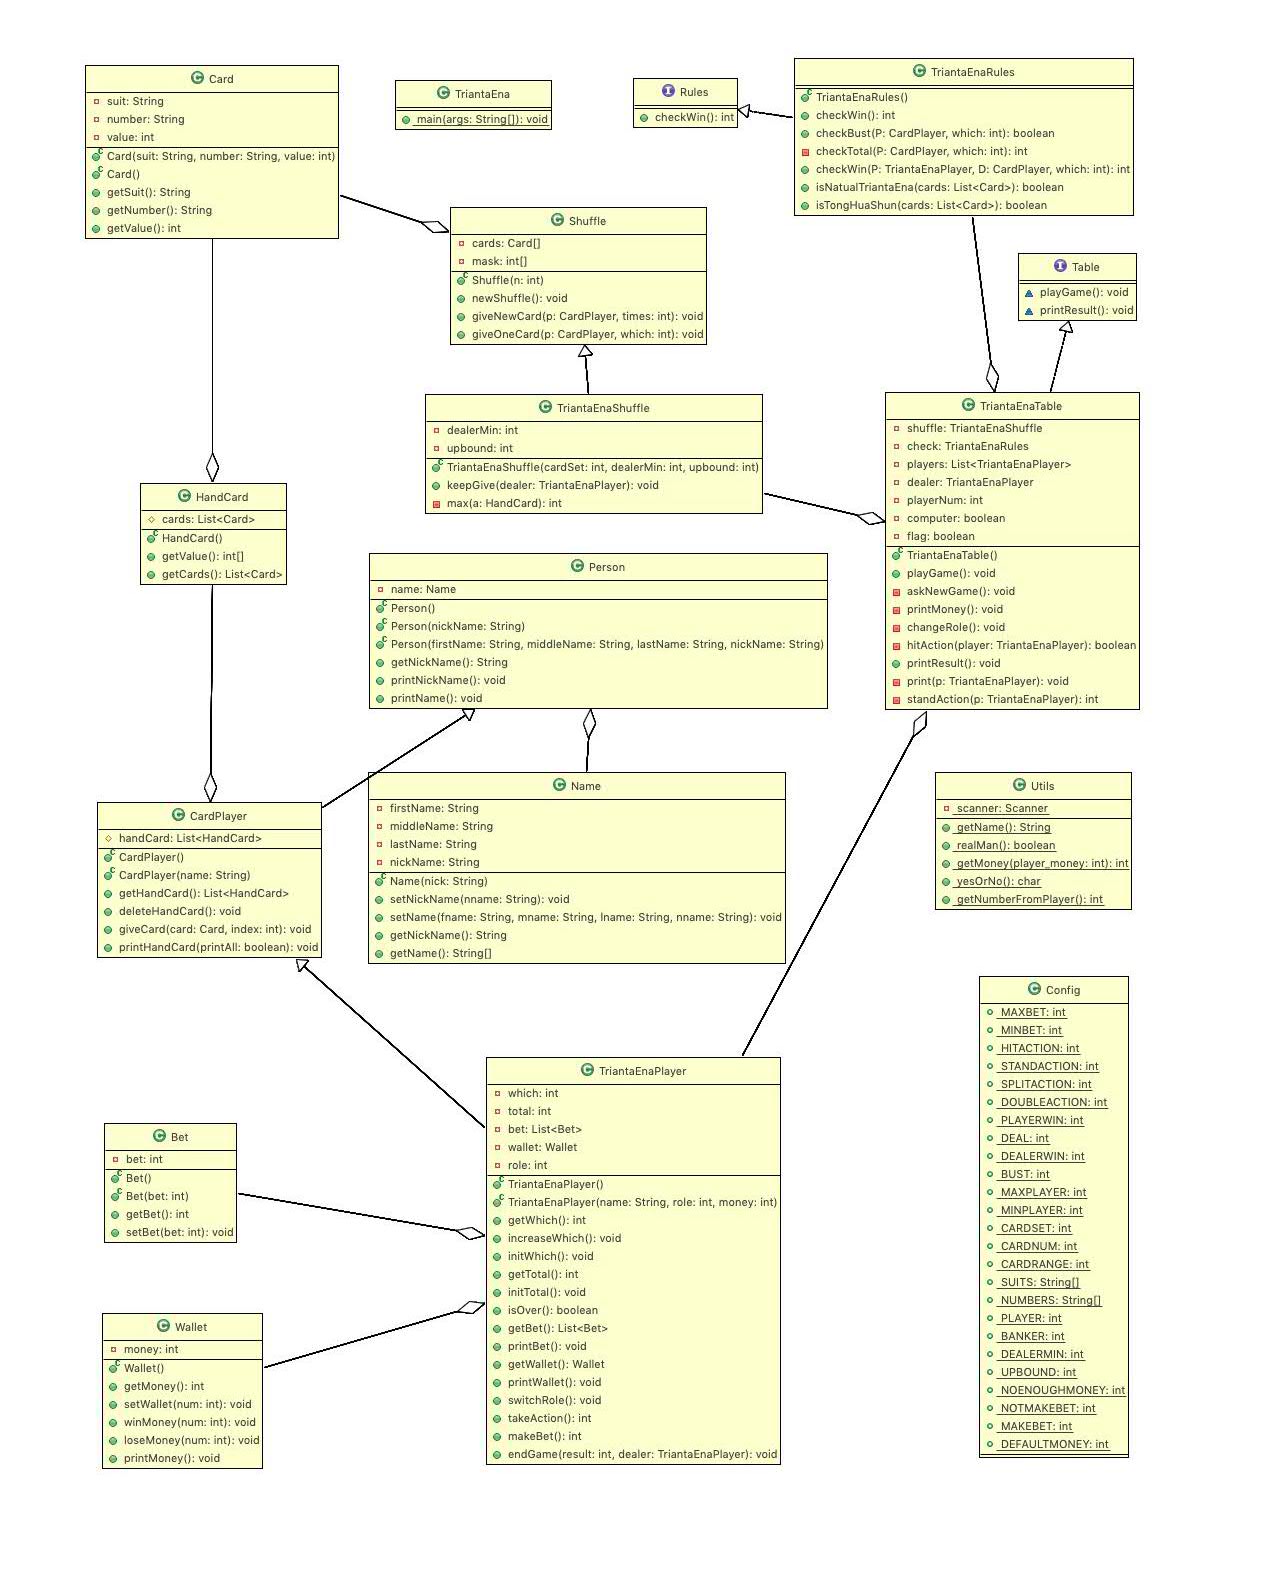 Card
suit: String
number: String
value: int
Card(suit: String, number: String, value: int)
Card()
getSuit(): String
getNumber(): String
getValue(): int
TriantaEna
main(args: String[]): void
Rules
checkWin(): int
TriantaEnaRules
TriantaEnaRules()
checkWin(): int
checkBust(P: CardPlayer, which: int): boolean
checkTotal(P: CardPlayer, which: int): int
checkWin(P: TriantaEnaPlayer, D: CardPlayer, which: int): int
isNatualTriantaEna(cards: List<Card>): boolean
isTongHuaShun(cards: List<Card>): boolean
Shuffle
cards: Card[]
mask: int[]
Shuffle(n: int)
newShuffle(): void
giveNewCard(p: CardPlayer, times: int): void
giveOneCard(p: CardPlayer, which: int): void
Table
playGame(): void
printResult(): void
TriantaEnaShuffle
dealerMin: int
upbound: int
TriantaEnaShuffle(cardSet: int, dealerMin: int, upbound: int)
keepGive(dealer: TriantaEnaPlayer): void
max(a: HandCard): int
TriantaEnaTable
shuffle: TriantaEnaShuffle
check: TriantaEnaRules
players: List<TriantaEnaPlayer>
dealer: TriantaEnaPlayer
playerNum: int
computer: boolean
flag: boolean
TriantaEnaTable()
playGame(): void
askNewGame(): void
printMoney(): void
changeRole(): void
hitAction(player: TriantaEnaPlayer): boolean
printResult(): void
print(p: TriantaEnaPlayer): void
standAction(p: TriantaEnaPlayer): int
HandCard
cards: List<Card>
HandCard()
getValue(): int[]
getCards(): List<Card>
Person
name: Name
Person()
Person(nickName: String)
Person(firstName: String, middleName: String, lastName: String, nickName: String)
getNickName(): String
printNickName(): void
printName(): void
Name
firstName: String
middleName: String
lastName: String
nickName: String
Name(nick: String)
setNickName(nname: String): void
setName(fname: String, mname: String, lname: String, nname: String): void
getNickName(): String
getName(): String[]
CardPlayer
handCard: List<HandCard>
CardPlayer()
CardPlayer(name: String)
getHandCard(): List<HandCard>
deleteHandCard(): void
giveCard(card: Card, index: int): void
printHandCard(printAll: boolean): void
Utils
scanner: Scanner
getName(): String
realMan(): boolean
getMoney(player_money: int): int
yesOrNo(): char
getNumberFromPlayer(): int
Config
MAXBET: int
MINBET: int
HITACTION: int
STANDACTION: int
SPLITACTION: int
DOUBLEACTION: int
PLAYERWIN: int
DEAL: int
DEALERWIN: int
BUST: int
MAXPLAYER: int
MINPLAYER: int
CARDSET: int
CARDNUM: int
CARDRANGE: int
SUITS: String[]
NUMBERS: String[]
PLAYER: int
BANKER: int
DEALERMIN: int
UPBOUND: int
NOENOUGHMONEY: int
NOTMAKEBET: int
MAKEBET: int
DEFAULTMONEY: int
TriantaEnaPlayer
which: int
total: int
bet: List<Bet>
wallet: Wallet
role: int
TriantaEnaPlayer()
TriantaEnaPlayer(name: String, role: int, money: int)
getWhich(): int
increaseWhich(): void
initWhich(): void
getTotal(): int
initTotal(): void
isOver(): boolean
getBet(): List<Bet>
printBet(): void
getWallet(): Wallet
printWallet(): void
switchRole(): void
takeAction(): int
makeBet(): int
endGame(result: int, dealer: TriantaEnaPlayer): void
Bet
bet: int
Bet()
Bet(bet: int)
getBet(): int
setBet(bet: int): void
Wallet
money: int
Wallet()
getMoney(): int
setWallet(num: int): void
winMoney(num: int): void
loseMoney(num: int): void
printMoney(): void